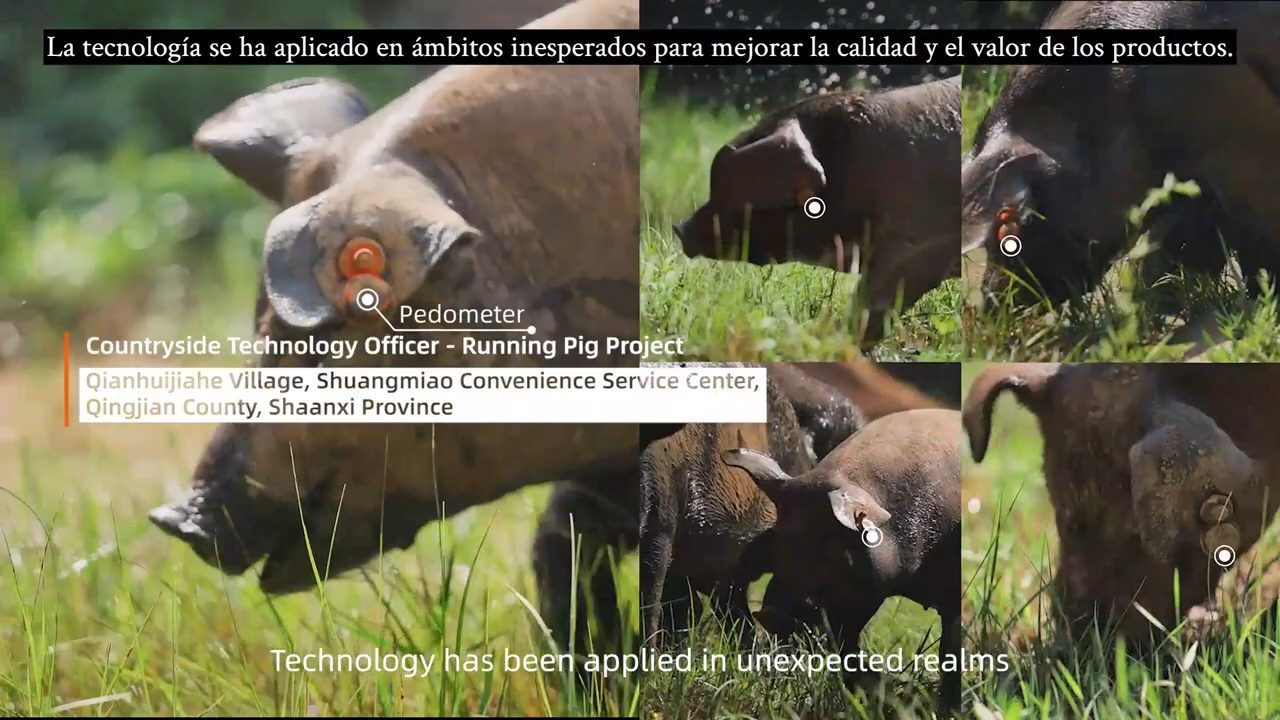 La tecnología se ha aplicado en ámbitos inesperados para mejorar la calidad y el valor de los productos.
Pedometer
Countryside Technology Officer - Running Pig Project
Qianhuijiahe Village, Shuangmiao Convenience Service Center,
Qingjian County, Shaanxi Province
Technology has been applied in unexpected realms